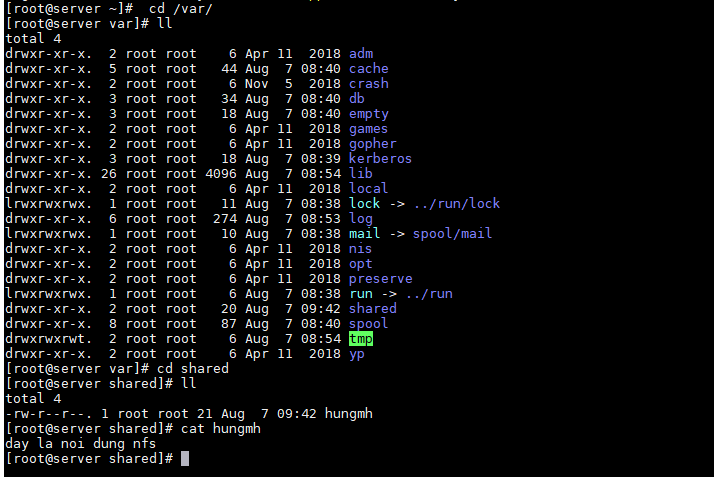 [root@server ~]#  cd /var/
[root@server var]# ll
total 4
drwxr-xr-x.  2 root root    6 Apr 11  2018 adm
drwxr-xr-x.  5 root root   44 Aug  7 08:40 cache
drwxr-xr-x.  2 root root    6 Nov  5  2018 crash
drwxr-xr-x.  3 root root   34 Aug  7 08:40 db
drwxr-xr-x.  3 root root   18 Aug  7 08:40 empty
drwxr-xr-x.  2 root root    6 Apr 11  2018 games
drwxr-xr-x.  2 root root    6 Apr 11  2018 gopher
drwxr-xr-x.  3 root root   18 Aug  7 08:39 kerberos
drwxr-xr-x. 26 root root 4096 Aug  7 08:54 lib
drwxr-xr-x.  2 root root    6 Apr 11  2018 local
lrwxrwxrwx.  1 root root   11 Aug  7 08:38 lock -> ../run/lock
drwxr-xr-x.  6 root root  274 Aug  7 08:53 log
lrwxrwxrwx.  1 root root   10 Aug  7 08:38 mail -> spool/mail
drwxr-xr-x.  2 root root    6 Apr 11  2018 nis
drwxr-xr-x.  2 root root    6 Apr 11  2018 opt
drwxr-xr-x.  2 root root    6 Apr 11  2018 preserve
lrwxrwxrwx.  1 root root    6 Aug  7 08:38 run -> ../run
drwxr-xr-x.  2 root root   20 Aug  7 09:42 shared
drwxr-xr-x.  8 root root   87 Aug  7 08:40 spool
drwxrwxrwt.  2 root root    6 Aug  7 08:54 tmp
drwxr-xr-x.  2 root root    6 Apr 11  2018 yp
[root@server var]# cd shared
[root@server shared]# ll
total 4
-rw-r--r--. 1 root root 21 Aug  7 09:42 hungmh
[root@server shared]# cat hungmh
day la noi dung nfs
[root@server shared]#